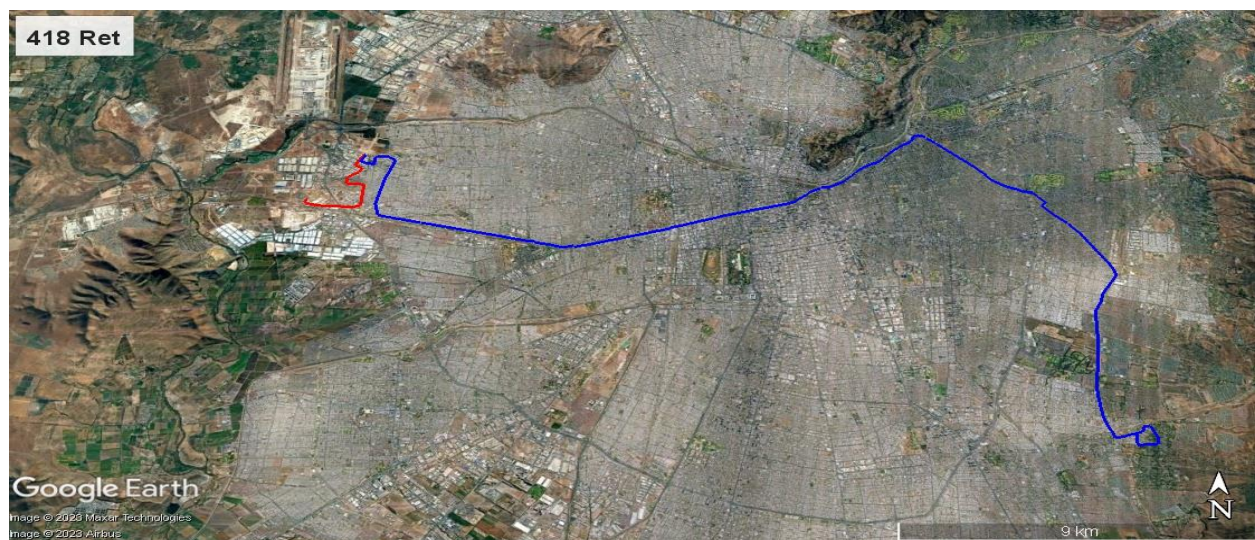 418 Ret
Google Earth
Image © 2023 Maxar Technologies
Image © 2023 Airbus
9 km
N